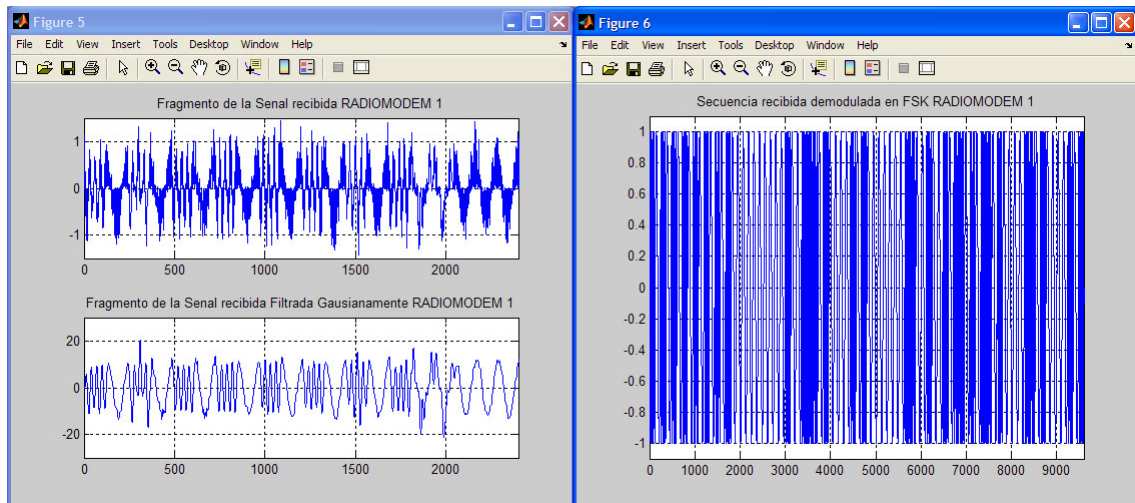 Figure 5
File Edit View Insert Tools Desktop Window Help
Fragmento de la Senal recibida RADIOMODEM 1
1
0
-1
0 500 1000 1500 2000
Fragmento de la Senal recibida Filtrada Gausianamente RADIOMODEM 1
20
0
-20
0 500 1000 1500 2000
Figure 6
File Edit View Insert Tools Desktop Window Help
Secuencia recibida demodulada en FSK RADIOMODEM 1
1
0.8
0.6
0.4
0.2
0
-0.2
-0.4
-0.6
-0.8
-1
0 1000 2000 3000 4000 5000 6000 7000 8000 9000